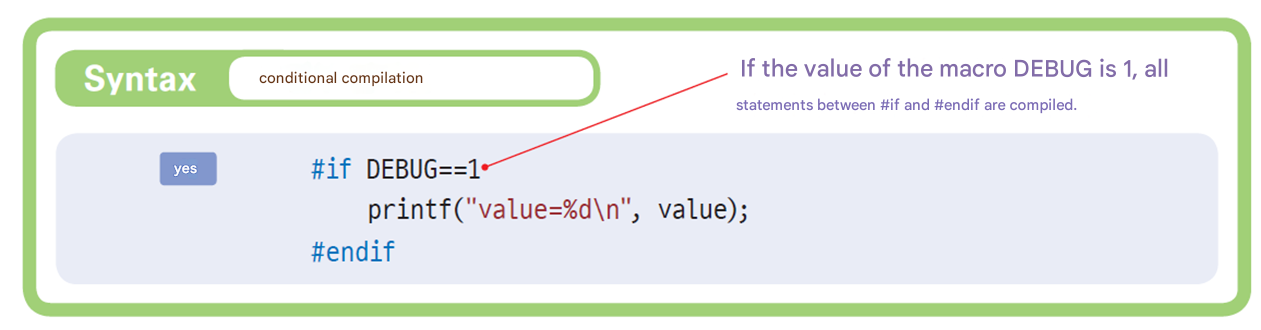 Syntax
conditional compilation
If the value of the macro DEBUG is 1, all
statements between #if and #endif are compiled.
yes
#if DEBUG==1
printf("value=%d\n", value);
#endif